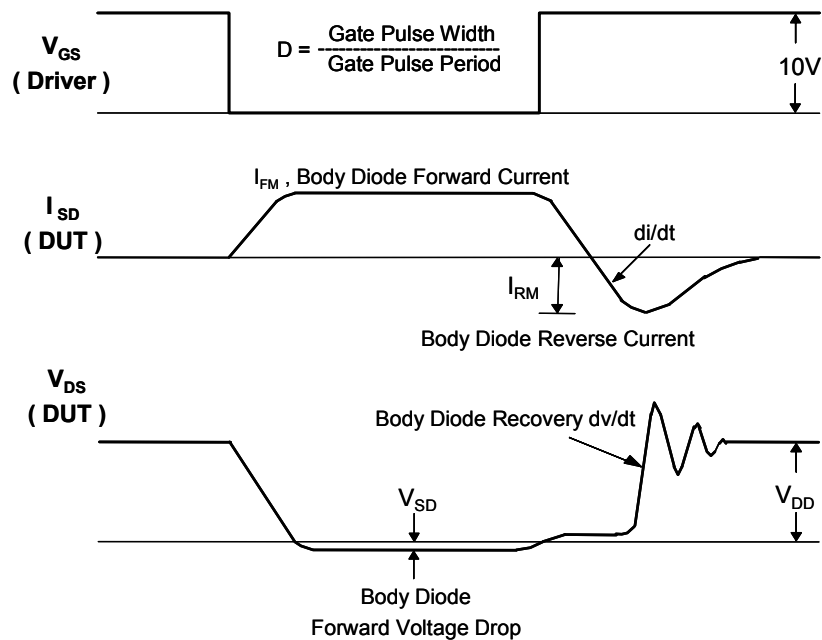 V_GS
( Driver )
D = Gate Pulse Width
Gate Pulse Period
10V
I_SD
( DUT )
I_FM , Body Diode Forward Current
di/dt
I_RM
Body Diode Reverse Current
V_DS
( DUT )
Body Diode Recovery dv/dt
V_SD
V_DD
Body Diode
Forward Voltage Drop